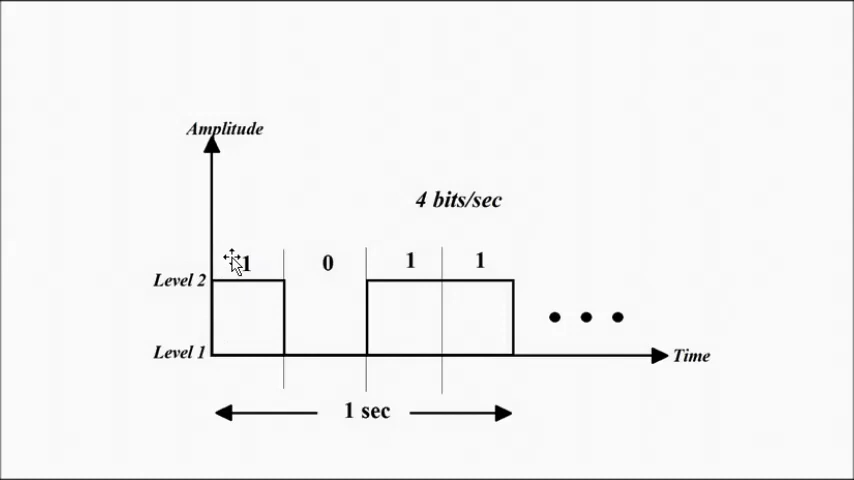 Amplitude
4 bits/sec
1 0 1 1
Level 2
Level 1
Time
1 sec